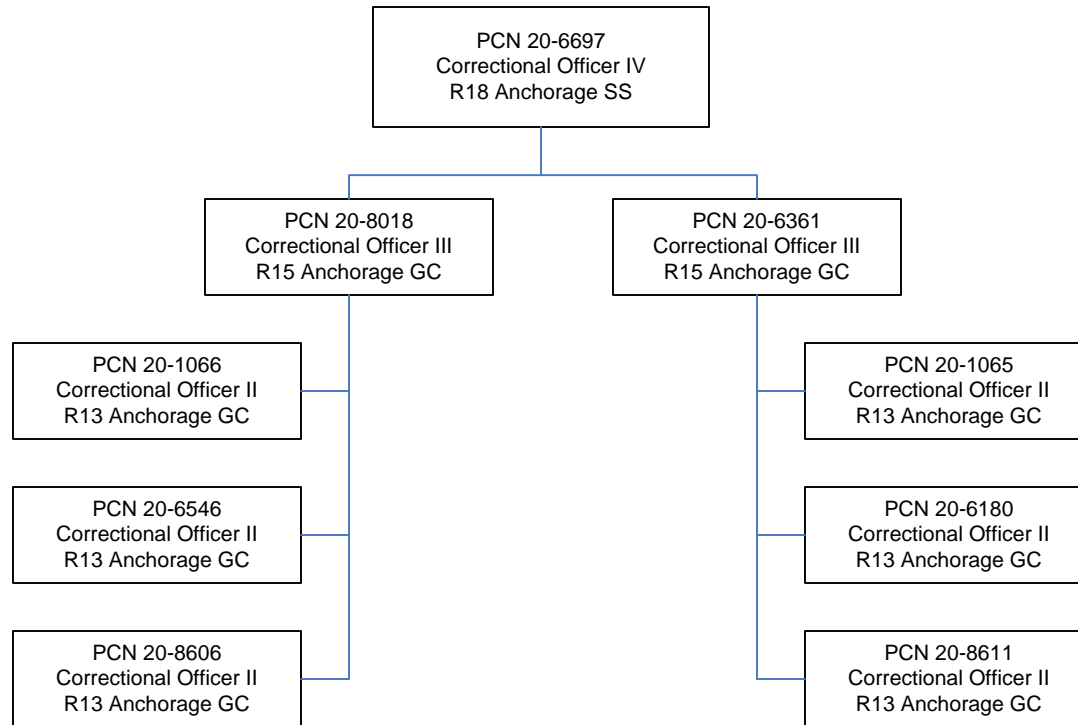 PCN 20-6697
Correctional Officer IV
R18 Anchorage SS
PCN 20-8018
Correctional Officer III
R15 Anchorage GC
PCN 20-6361
Correctional Officer III
R15 Anchorage GC
PCN 20-1066
Correctional Officer II
R13 Anchorage GC
PCN 20-1065
Correctional Officer II
R13 Anchorage GC
PCN 20-6546
Correctional Officer II
R13 Anchorage GC
PCN 20-6180
Correctional Officer II
R13 Anchorage GC
PCN 20-8606
Correctional Officer II
R13 Anchorage GC
PCN 20-8611
Correctional Officer II
R13 Anchorage GC